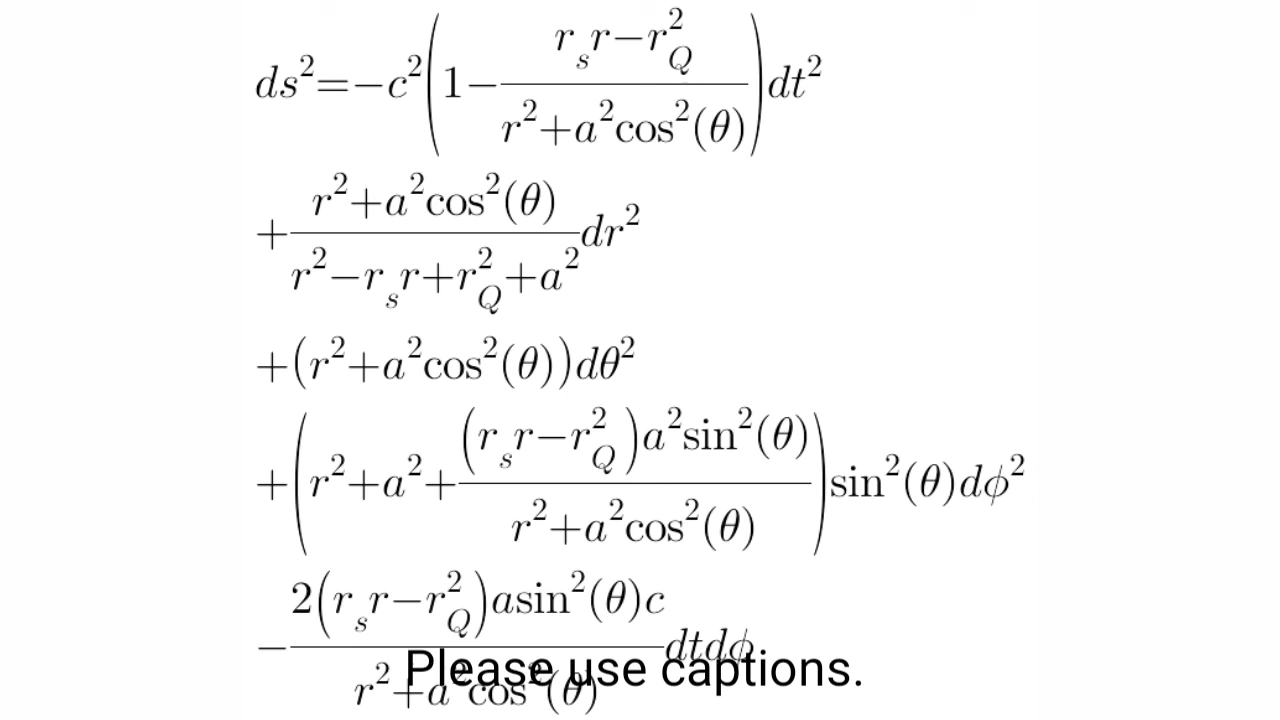 ds²=−c²(1−(r_s r−r_Q²)/(r²+a²cos²(θ)))dt²
+(r²+a²cos²(θ))/(r²−r_s r+r_Q²+a²)dr²
+(r²+a²cos²(θ))dθ²
+(r²+a²+((r_s r−r_Q²)a²sin²(θ))/(r²+a²cos²(θ)))sin²(θ)dϕ²
−(2(r_s r−r_Q²)asin²(θ)c)/(r²+a²cos²(θ))dtdϕ
Please use captions.